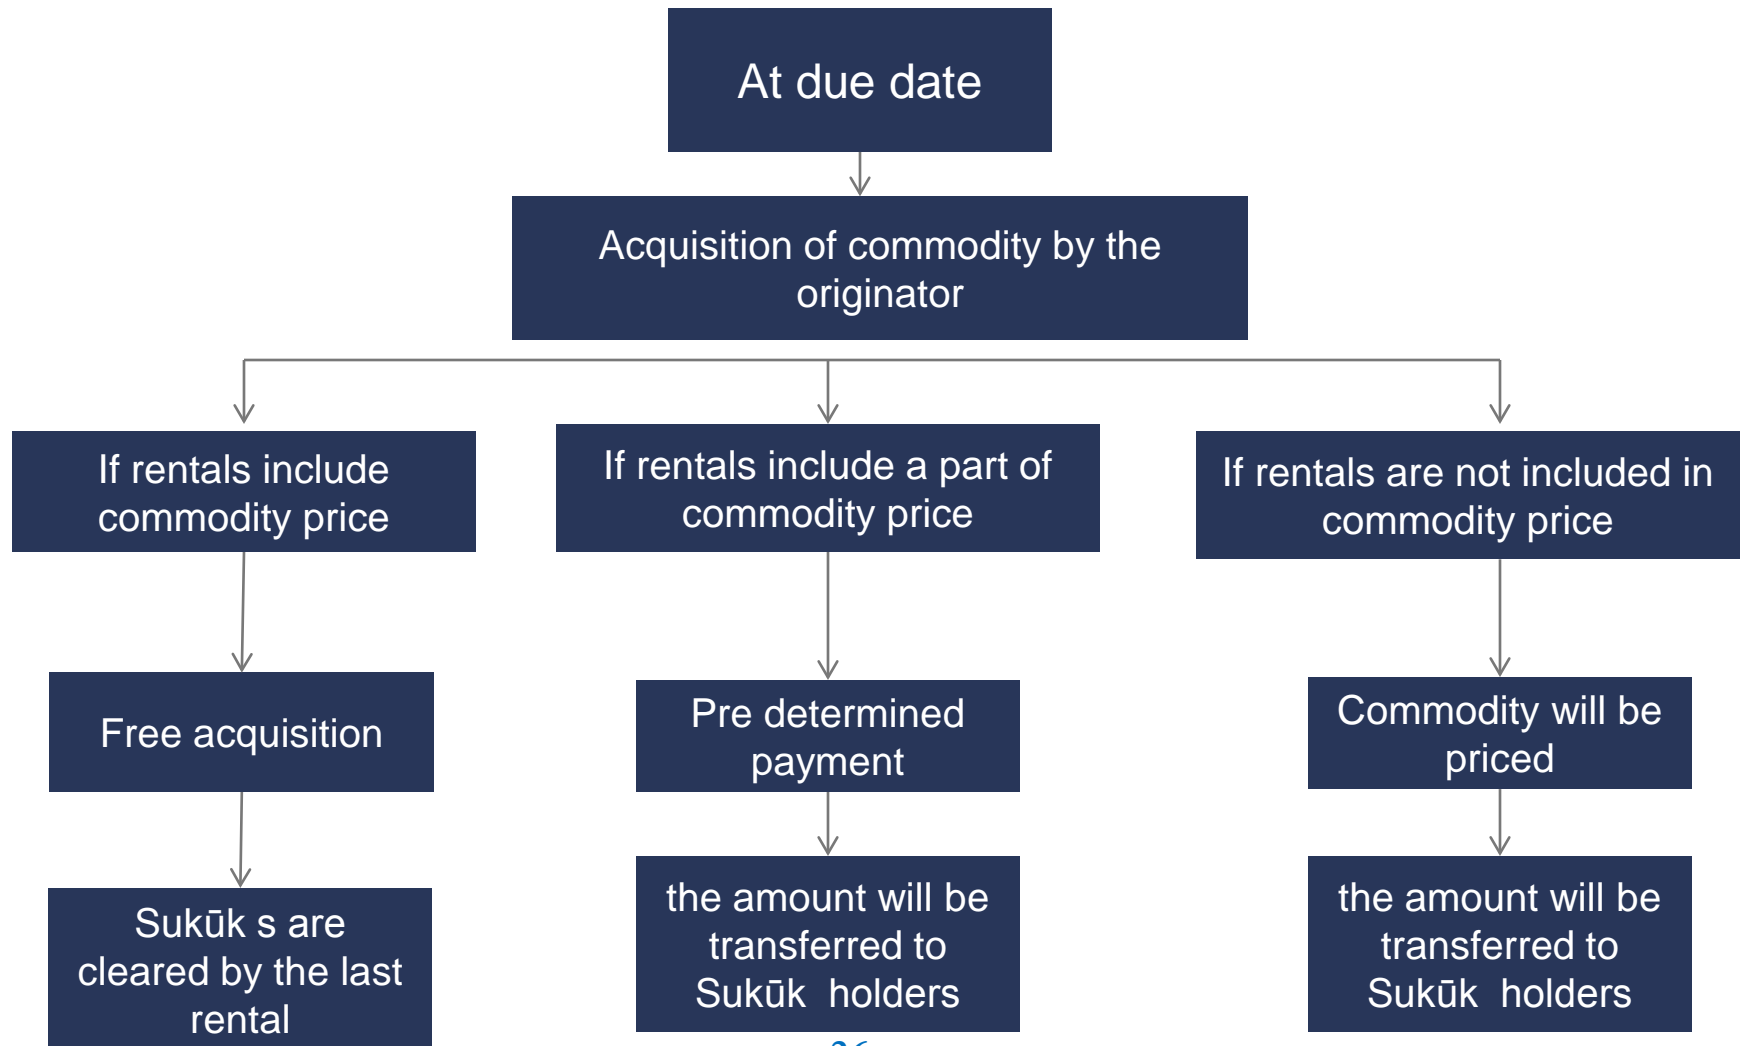 At due date
Acquisition of commodity by the
originator
If rentals include
commodity price
If rentals include a part of
commodity price
If rentals are not included in
commodity price
Free acquisition
Pre determined
payment
Commodity will be
priced
Sukūk s are
cleared by the last
rental
the amount will be
transferred to
Sukūk holders
the amount will be
transferred to
Sukūk holders